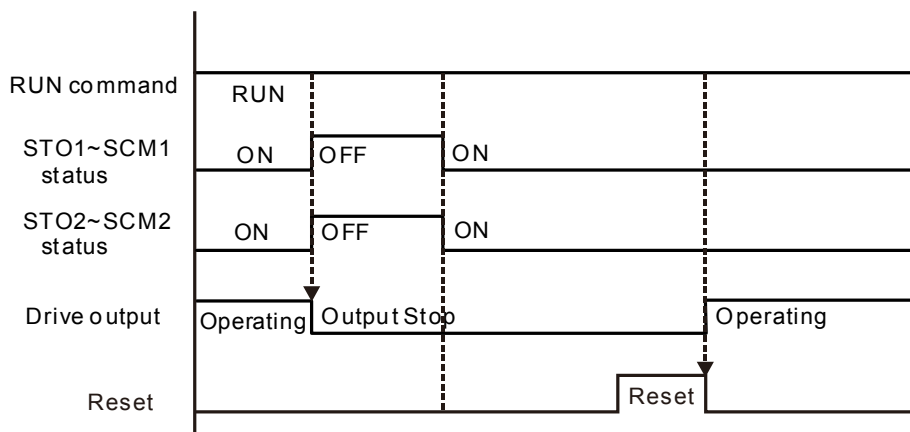 RUN command
RUN
STO1~SCM1
status
ON OFF ON
STO2~SCM2
status
ON OFF ON
Drive output
Operating Output Stop Operating
Reset
Reset